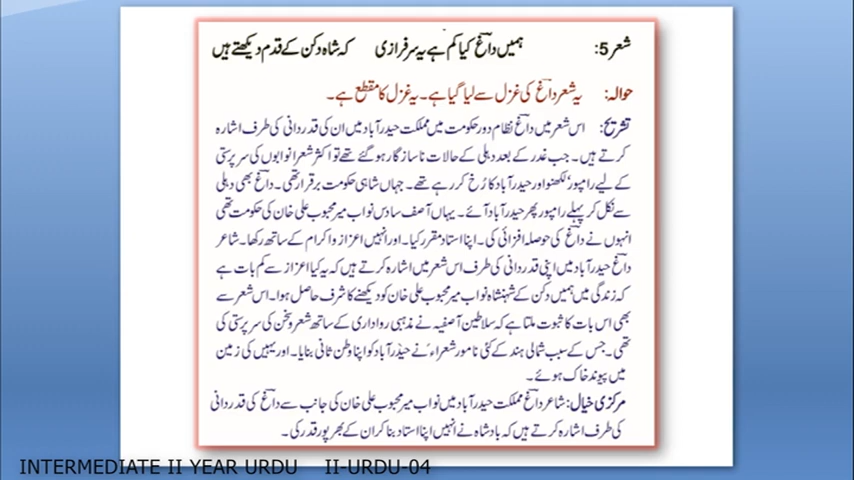 شعر5: ہمیں داغؔ کیا کم ہے یہ سرفرازی کہ شاہ دکن کے قدم دیکھتے ہیں
حوالہ: یہ شعر داغؔ کی غزل سے لیا گیا ہے۔ یہ غزل کا مقطع ہے۔
تشریح: اس شعر میں داغؔ نظام دور حکومت میں مملکت حیدرآباد میں ان کی قدردانی کی طرف اشارہ
کرتے ہیں۔ جب غدر کے بعد دہلی کے حالات ناسازگار ہو گئے تھے تو اکثر شعرا نوابوں کی سرپرستی
کے لیے رامپور' لکھنو اور حیدرآباد کا رُخ کر رہے تھے۔ جہاں شاہی حکومت برقرار تھی۔ داغؔ بھی دہلی
سے نکل کر پہلے رامپور پھر حیدرآباد آئے۔ یہاں آصف سادس نواب میر محبوب علی خان کی حکومت تھی
انہوں نے داغؔ کی حوصلہ افزائی کی۔ اپنا استاد مقرر کیا۔ اور انہیں اعزاز و اکرام کے ساتھ رکھا۔ شاعر
داغؔ حیدرآباد میں اپنی قدردانی کی طرف اس شعر میں اشارہ کرتے ہیں کہ یہ کیا اعزاز سے کم بات ہے
کہ زندگی میں ہمیں دکن کے شہنشاہ نواب میر محبوب علی خان کو دیکھنے کا شرف حاصل ہوا۔ اس شعر سے
بھی اس بات کا ثبوت ملتا ہے کہ سلاطین آصفیہ نے مذہبی رواداری کے ساتھ شعر و سخن کی سرپرستی کی
تھی۔ جس کے سبب شمالی ہند کے کئی نامور شعراء نے حیدرآباد کو اپنا وطن ثانی بنایا۔ اور یہیں کی زمین
میں پیوند خاک ہوئے۔
مرکزی خیال: شاعر داغؔ مملکت حیدرآباد میں نواب میر محبوب علی خان کی جانب سے داغؔ کی قدردانی
کی طرف اشارہ کرتے ہیں کہ بادشاہ نے انہیں اپنا استاد بنا کر ان کے بھرپور قدر کی۔
INTERMEDIATE II YEAR URDU II-URDU-04